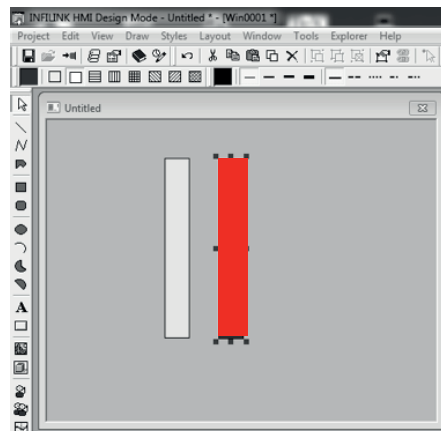 INFILINK HMI Design Mode - Untitled * - [Win0001 *]
Project Edit View Draw Styles Layout Window Tools Explorer Help
Untitled
A